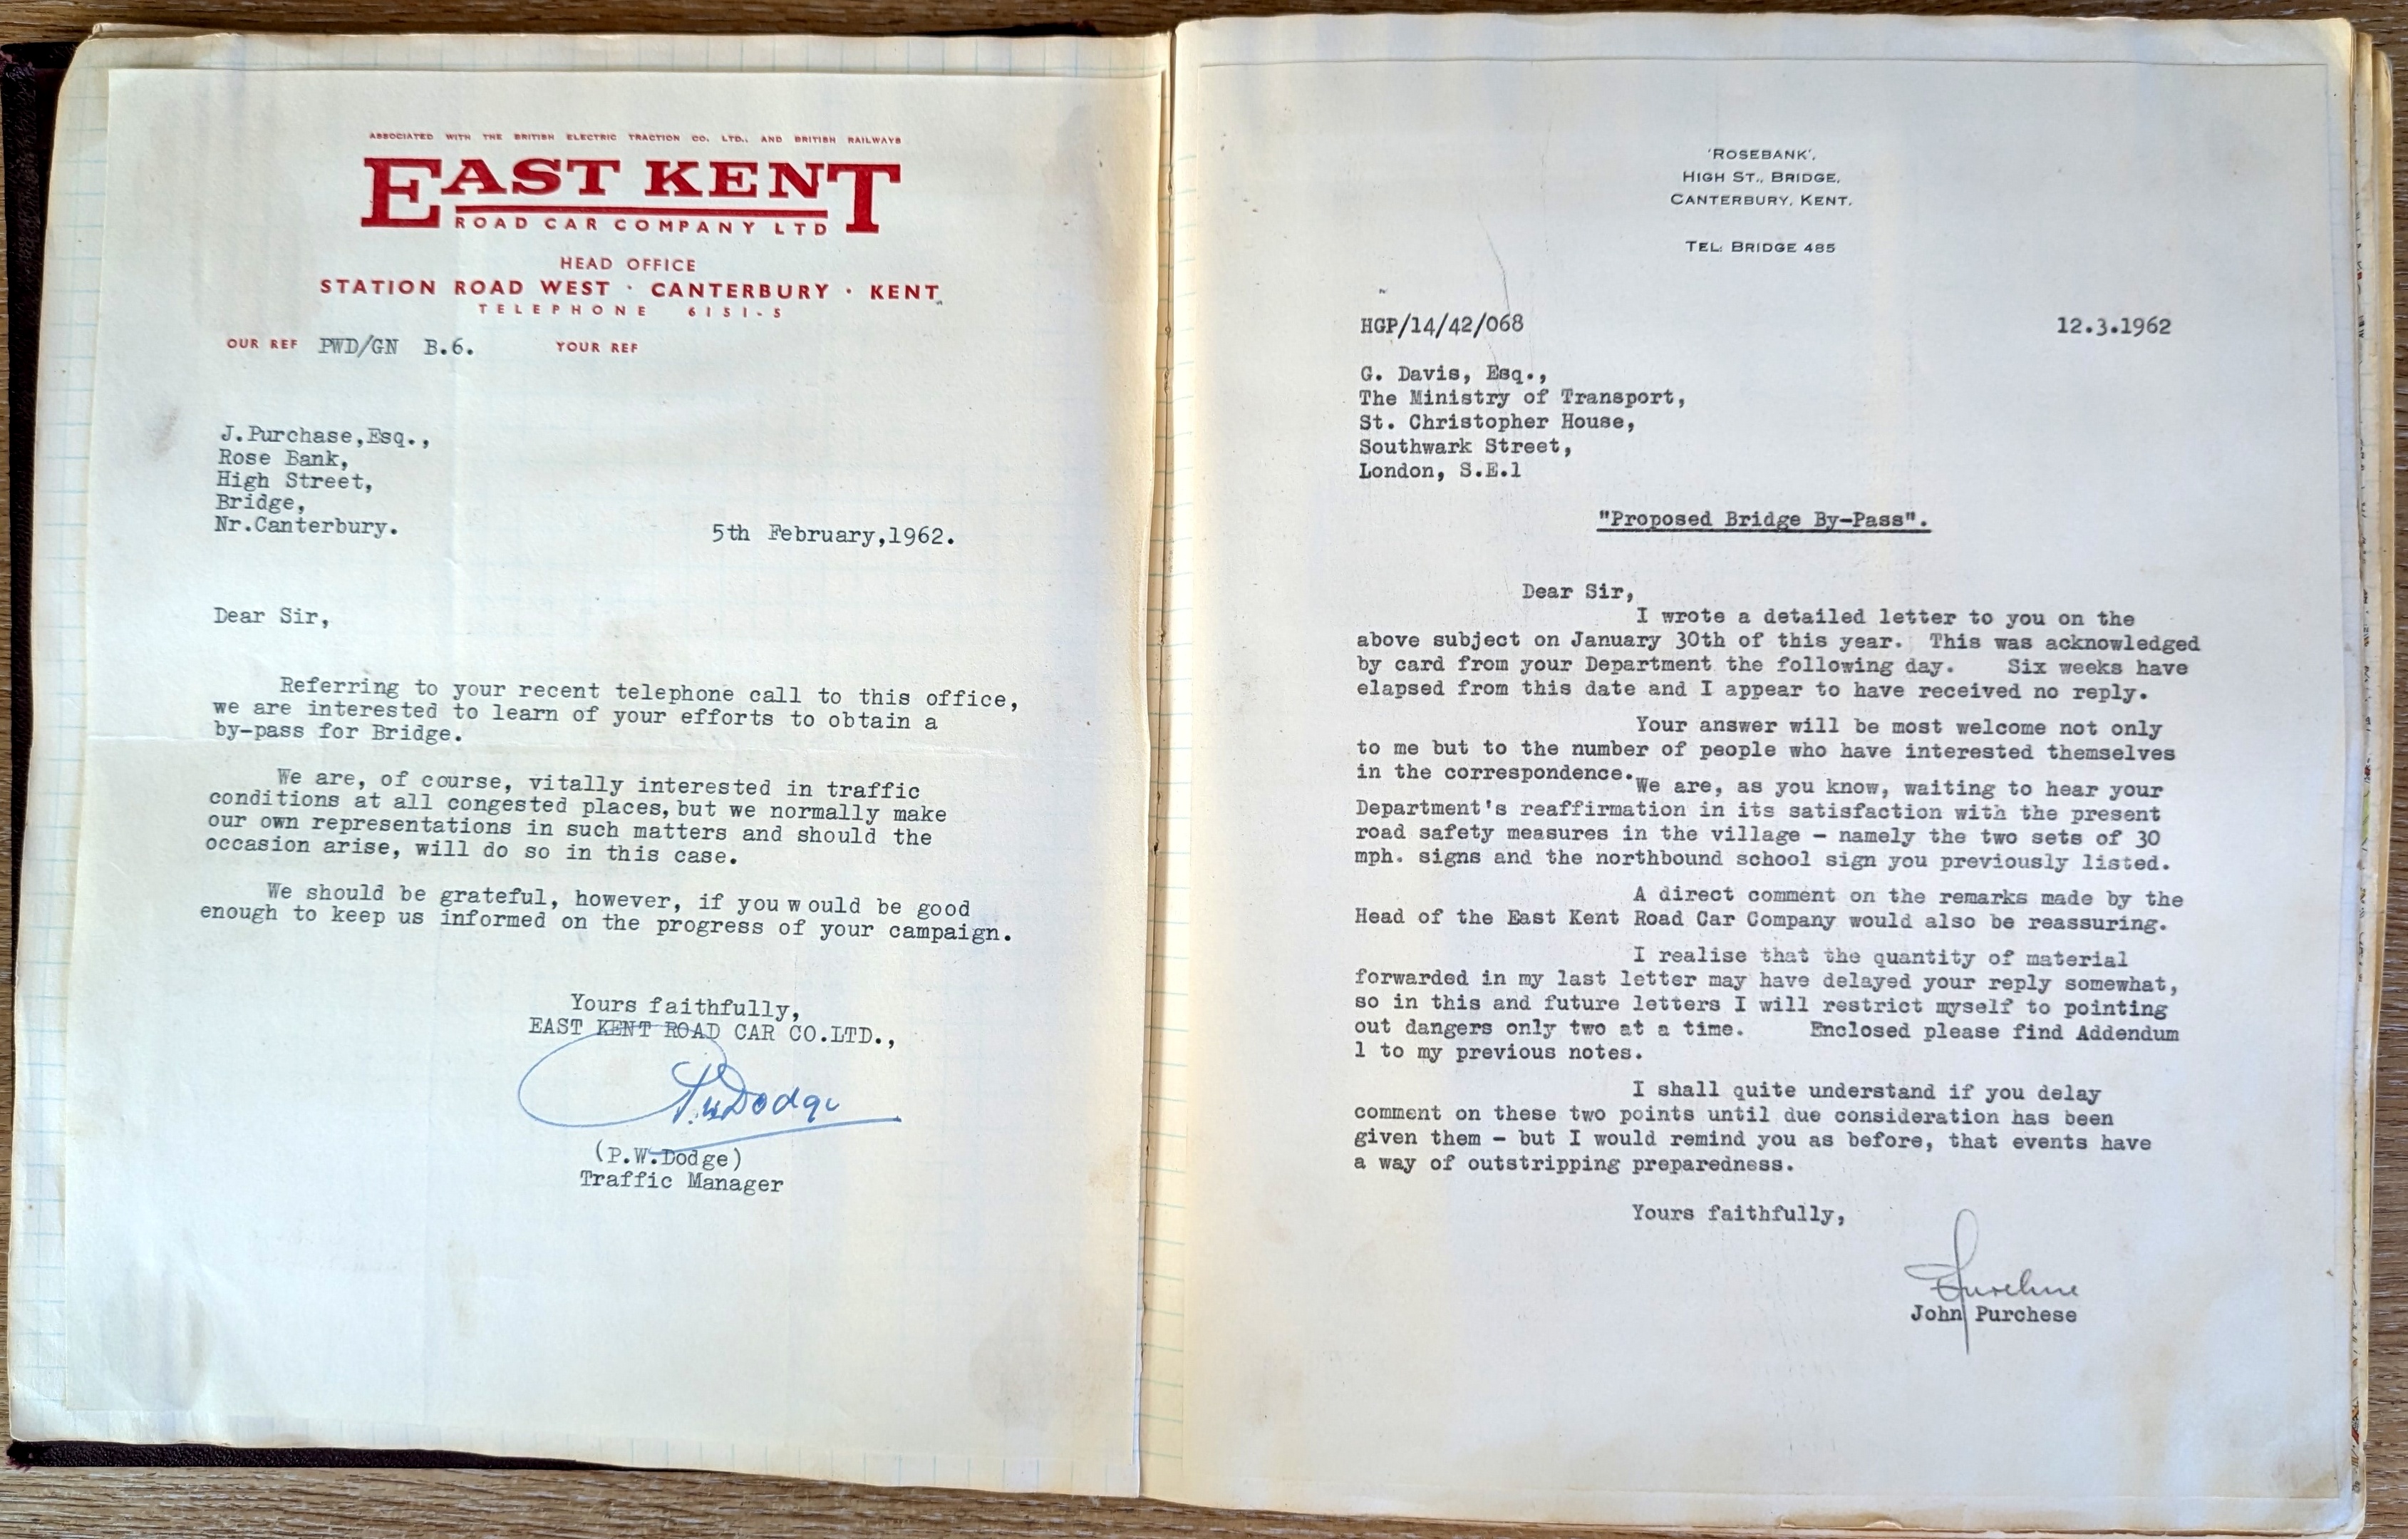 ASSOCIATED WITH THE BRITISH ELECTRIC TRACTION CO. LTD., AND BRITISH RAILWAYS
EAST KENT
ROAD CAR COMPANY LTD
HEAD OFFICE
STATION ROAD WEST · CANTERBURY · KENT
TELEPHONE 6151-5
OUR REF PWD/GN B.6. YOUR REF
J.Purchase,Esq.,
Rose Bank,
High Street,
Bridge,
Nr.Canterbury.
5th February,1962.
Dear Sir,
Referring to your recent telephone call to this office,
we are interested to learn of your efforts to obtain a
by-pass for Bridge.
We are, of course, vitally interested in traffic
conditions at all congested places, but we normally make
our own representations in such matters and should the
occasion arise, will do so in this case.
We should be grateful, however, if you would be good
enough to keep us informed on the progress of your campaign.
Yours faithfully,
EAST KENT ROAD CAR CO.LTD.,
P.W.Dodge
(P.W.Dodge)
Traffic Manager
'ROSEBANK',
HIGH ST., BRIDGE,
CANTERBURY, KENT.
TEL: BRIDGE 485
HGP/14/42/068 12.3.1962
G. Davis, Esq.,
The Ministry of Transport,
St. Christopher House,
Southwark Street,
London, S.E.1
"Proposed Bridge By-Pass".
Dear Sir,
I wrote a detailed letter to you on the
above subject on January 30th of this year. This was acknowledged
by card from your Department the following day. Six weeks have
elapsed from this date and I appear to have received no reply.
Your answer will be most welcome not only
to me but to the number of people who have interested themselves
in the correspondence.
We are, as you know, waiting to hear your
Department's reaffirmation in its satisfaction with the present
road safety measures in the village - namely the two sets of 30
mph. signs and the northbound school sign you previously listed.
A direct comment on the remarks made by the
Head of the East Kent Road Car Company would also be reassuring.
I realise that the quantity of material
forwarded in my last letter may have delayed your reply somewhat,
so in this and future letters I will restrict myself to pointing
out dangers only two at a time. Enclosed please find Addendum
1 to my previous notes.
I shall quite understand if you delay
comment on these two points until due consideration has been
given them - but I would remind you as before, that events have
a way of outstripping preparedness.
Yours faithfully,
John Purchese